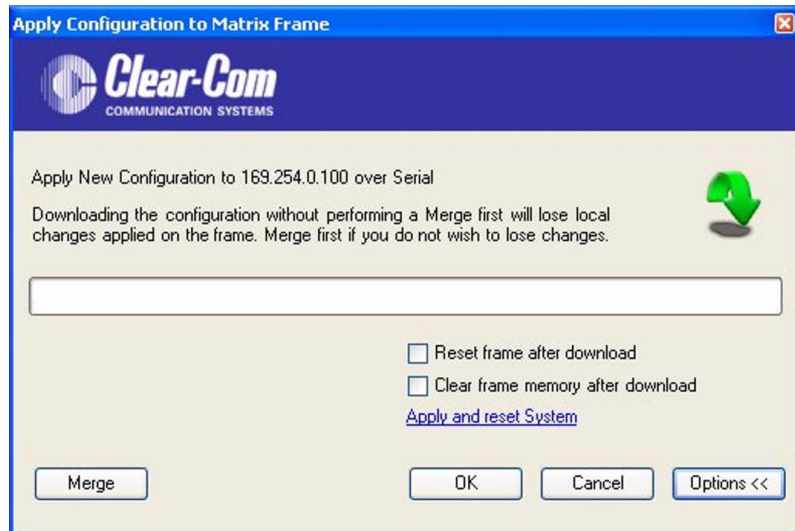 Apply Configuration to Matrix Frame
Clear-Com
COMMUNICATION SYSTEMS
Apply New Configuration to 169.254.0.100 over Serial
Downloading the configuration without performing a Merge first will lose local
changes applied on the frame. Merge first if you do not wish to lose changes.
Reset frame after download
Clear frame memory after download
Apply and reset System
Merge OK Cancel Options <<